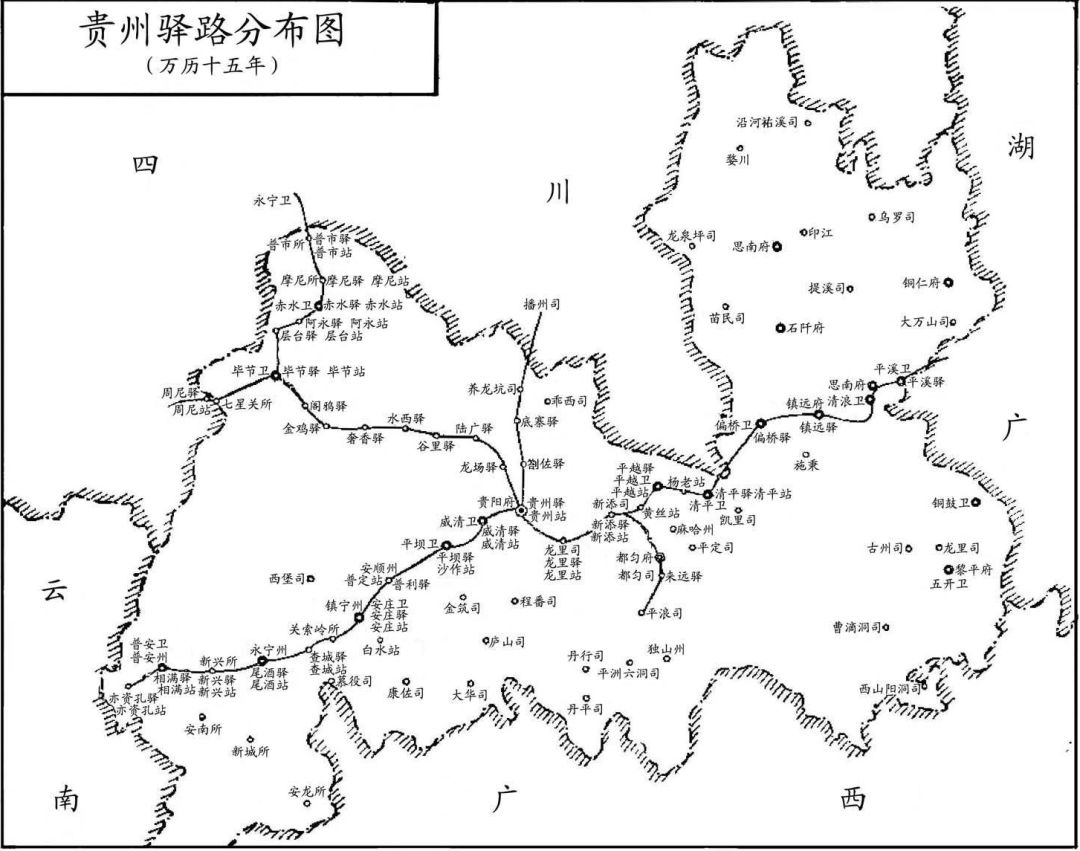 贵州驿路分布图
(万历十五年)
四
川
湖
广
云
南
广
西
沿河祐溪司
婺川
乌罗司
印江
龙泉坪司
思南府
提溪司
铜仁府
苗民司
石阡府
大万山司
永宁卫
普市所
普市驿
普市站
摩尼所
摩尼驿 摩尼站
赤水卫
赤水驿 赤水站
阿永驿 阿永站
层台驿 层台站
毕节卫
毕节驿 毕节站
周尼驿
周尼站
七星关所
阁鸦驿
金鸡驿
奢香驿
水西驿
谷里驿
陆广驿
龙场驿
播州司
养龙坑司
乖西司
底寨驿
劄佐驿
贵阳府
贵州驿
贵州站
平溪卫
平溪驿
思南府
清浪卫
镇远府
镇远驿
偏桥卫
偏桥驿
施秉
平越驿
平越卫
平越站
杨老站
清平驿清平站
清平卫
凯里司
黄丝站
新添司
新添驿
新添站
麻哈州
平定司
都匀府
都匀司
来远驿
平浪司
龙里司
龙里驿
龙里站
威清卫
威清驿
威清站
平坝卫
平坝驿
沙作站
安顺州
普定站
普利驿
西堡司
镇宁州
安庄卫
安庄驿
安庄站
关索岭所
白水站
查城驿
查城站
慕役司
永宁州
尾洒驿
尾洒站
新兴所
新兴驿
新兴站
普安卫
普安州
相满驿
相满站
亦资孔驿
亦资孔站
安南所
新城所
安龙所
金筑司
程番司
庐山司
康佐司
大华司
丹行司
丹平司
平洲六洞司
独山州
铜鼓卫
古州司
龙里司
黎平府
五开卫
曹滴洞司
西山阳洞司